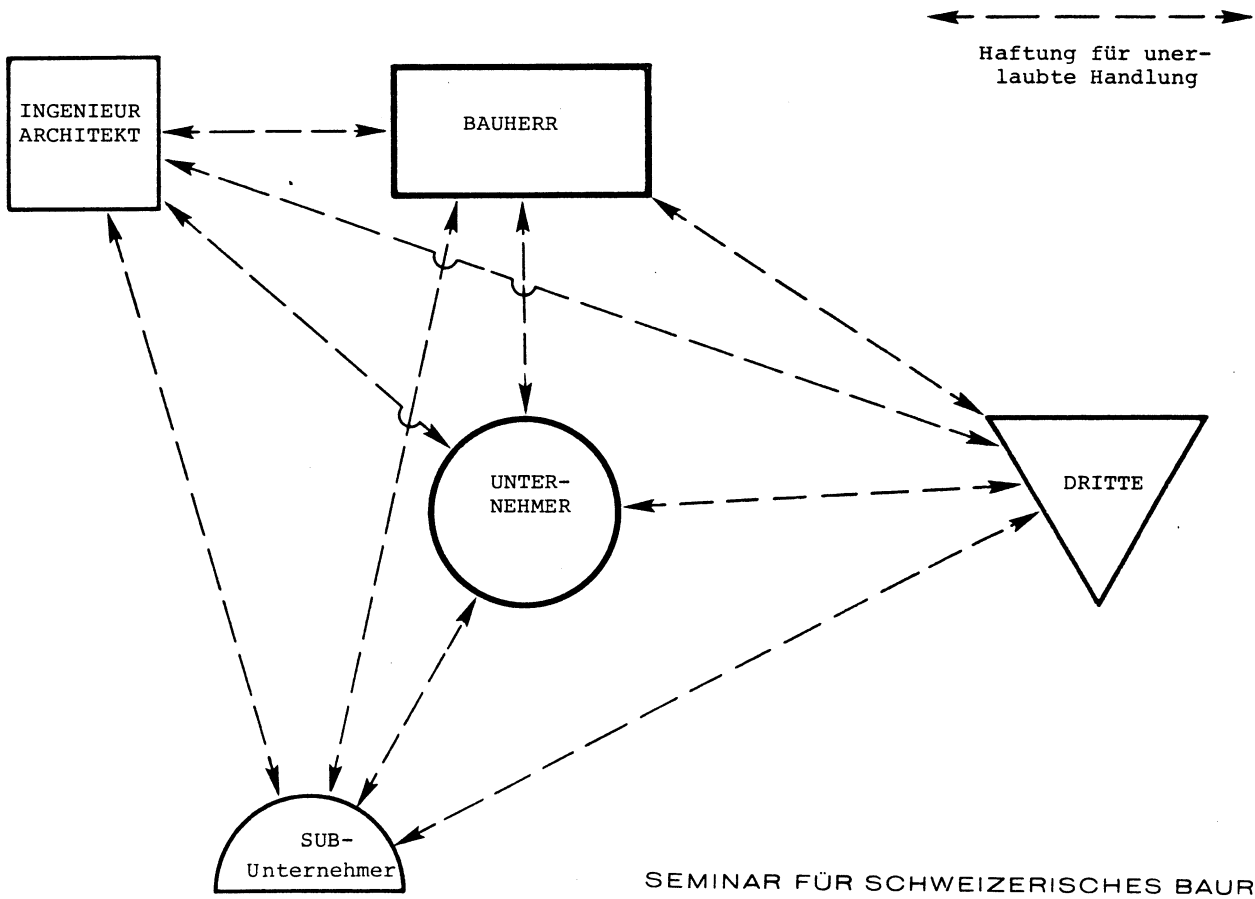 Haftung für uner-
laubte Handlung
INGENIEUR
ARCHITEKT
BAUHERR
UNTER-
NEHMER
DRITTE
SUB-
Unternehmer
SEMINAR FÜR SCHWEIZERISCHES BAUR